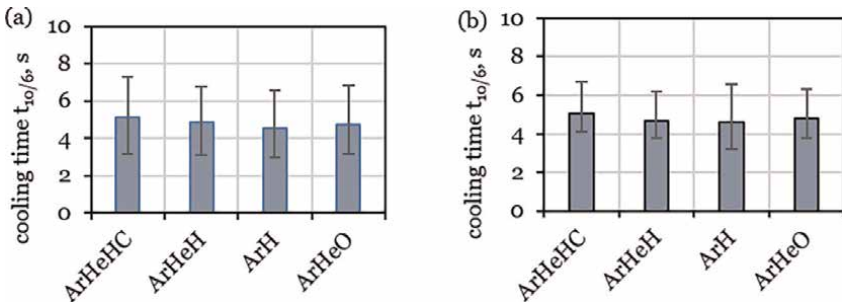 (a)
cooling time t10/6, s
10
8
6
4
2
0
ArHeHC
ArHeH
ArH
ArHeO
(b)
cooling time t10/6, s
10
8
6
4
2
0
ArHeHC
ArHeH
ArH
ArHeO